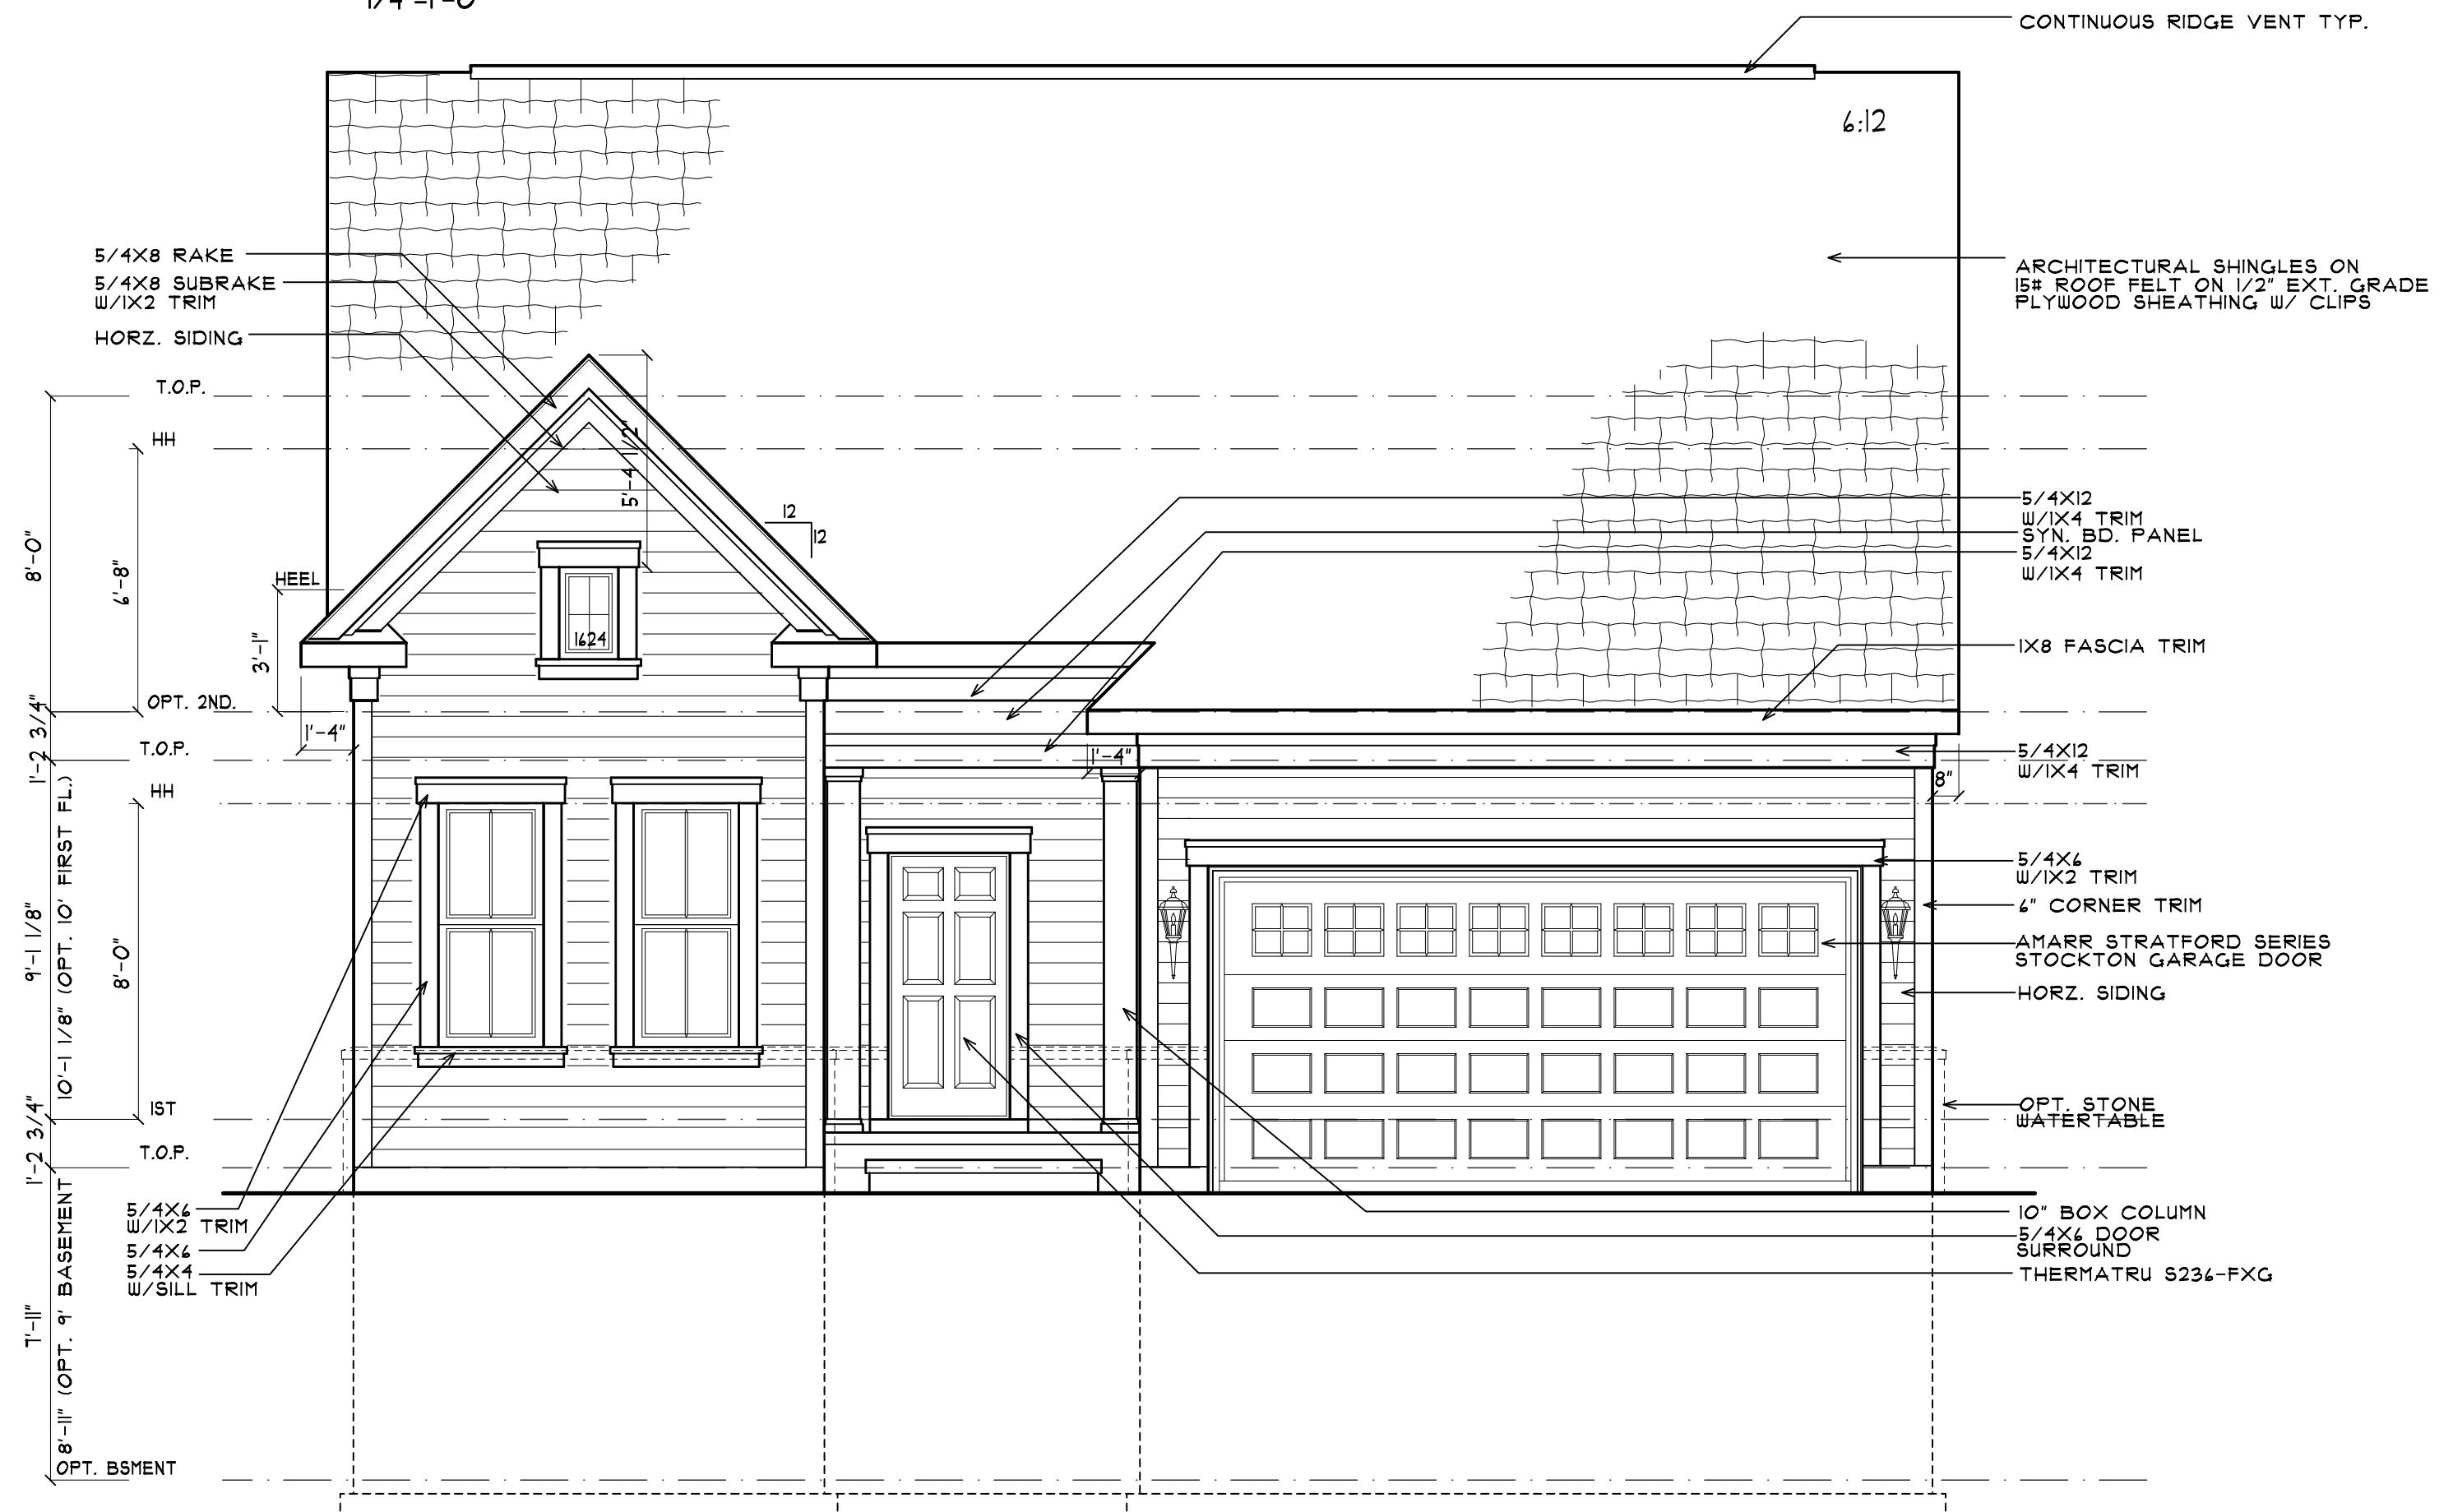 1/4"=1'-0"
CONTINUOUS RIDGE VENT TYP.
6:12
5/4X8 RAKE
5/4X8 SUBRAKE
W/1X2 TRIM
HORZ. SIDING
ARCHITECTURAL SHINGLES ON
15# ROOF FELT ON 1/2" EXT. GRADE
PLYWOOD SHEATHING W/ CLIPS
T.O.P.
HH
8'-0"
6'-8"
5'-4 1/2"
12
12
HEEL
3'-1"
1624
5/4X12
W/1X4 TRIM
SYN. BD. PANEL
5/4X12
W/1X4 TRIM
1X8 FASCIA TRIM
OPT. 2ND.
1'-2 3/4"
1'-4"
T.O.P.
1'-4"
5/4X12
W/1X4 TRIM
8"
HH
9'-1 1/8"
10'-1 1/8" (OPT. 10' FIRST FL.)
8'-0"
5/4X6
W/1X2 TRIM
6" CORNER TRIM
AMARR STRATFORD SERIES
STOCKTON GARAGE DOOR
HORZ. SIDING
1ST
OPT. STONE
WATERTABLE
1'-2 3/4"
T.O.P.
5/4X6
W/1X2 TRIM
5/4X6
5/4X4
W/SILL TRIM
10" BOX COLUMN
5/4X6 DOOR
SURROUND
THERMATRU S236-FXG
7'-11"
8'-11" (OPT. 9' BASEMENT
OPT. BSMENT